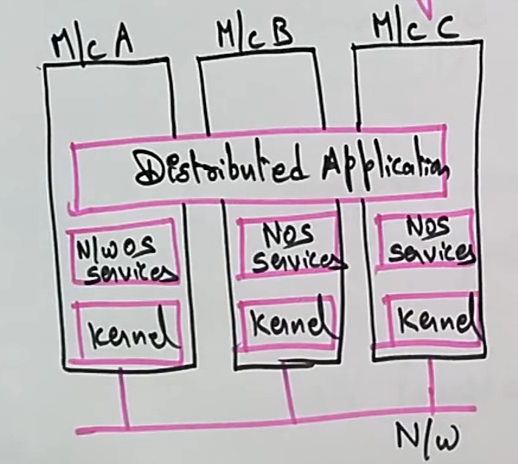 M/c A
M/c B
M/c C
Distributed Application
N/w OS
services
NOS
services
NOS
services
Kernel
Kernel
Kernel
N/w